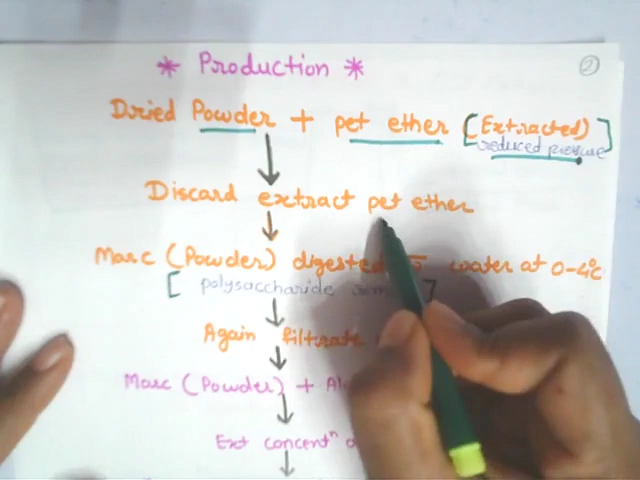 * Production *
2
Dried Powder + pet ether [(Extracted)
reduced pressure]
Discard extract pet ether
Marc (Powder) digested c̄ water at 0-4°c
[ polysaccharide ]
Again filtrate
Marc (Powder) +
Ext concentⁿ